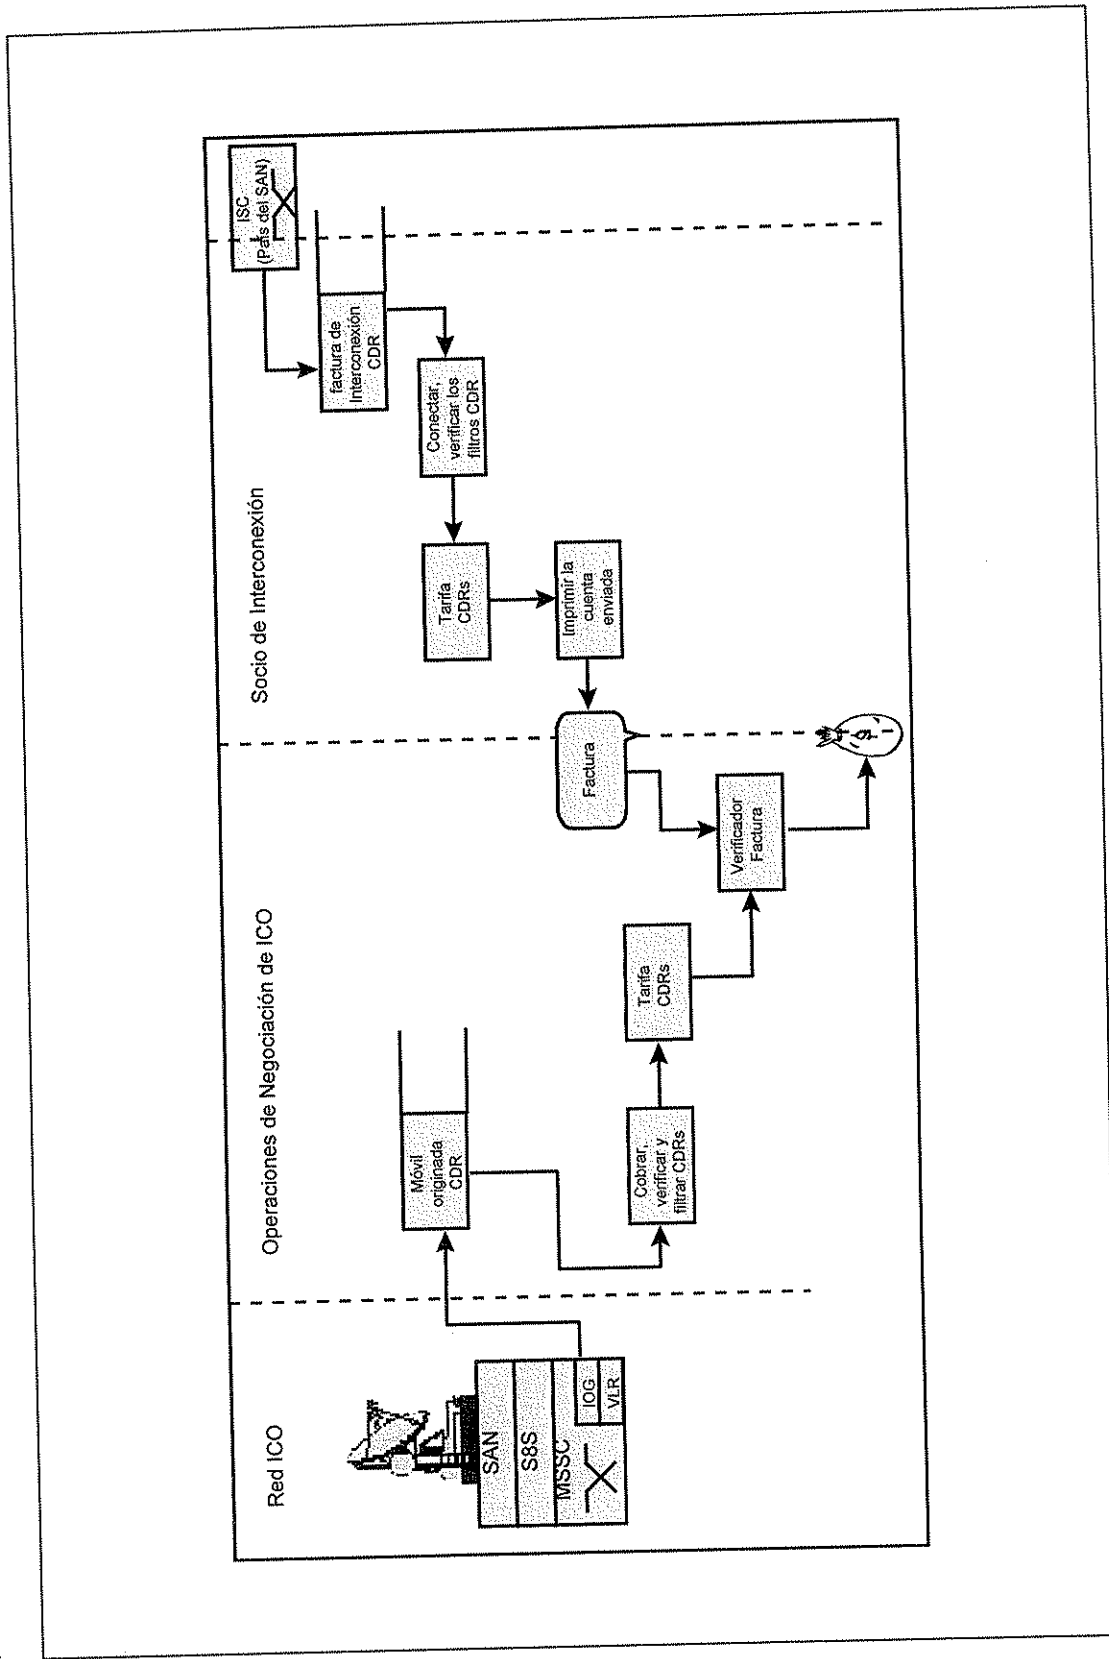 Red ICO
Operaciones de Negociación de ICO
Socio de Interconexión
SAN
S8S
MSSC
IOG
VLR
Móvil
originada
CDR
Cobrar,
verificar y
filtrar CDRs
Tarifa
CDRs
Verificador
Factura
Factura
Imprimir la
cuenta
enviada
Tarifa
CDRs
Conectar,
verificar los
filtros CDR
factura de
Interconexión
CDR
ISC
(País del SAN)